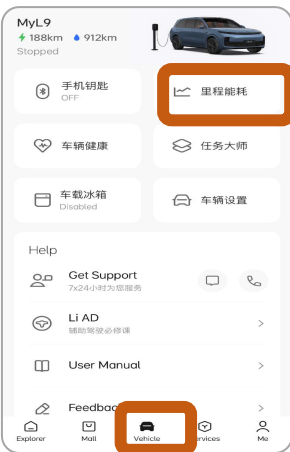 MyL9
188km 912km
Stopped
手机钥匙
OFF
里程能耗
车辆健康
任务大师
车载冰箱
Disabled
车辆设置
Help
Get Support
7x24小时为您服务
Li AD
辅助驾驶必修课
User Manual
Feedbac
Explorer Mall Vehicle ervices Me